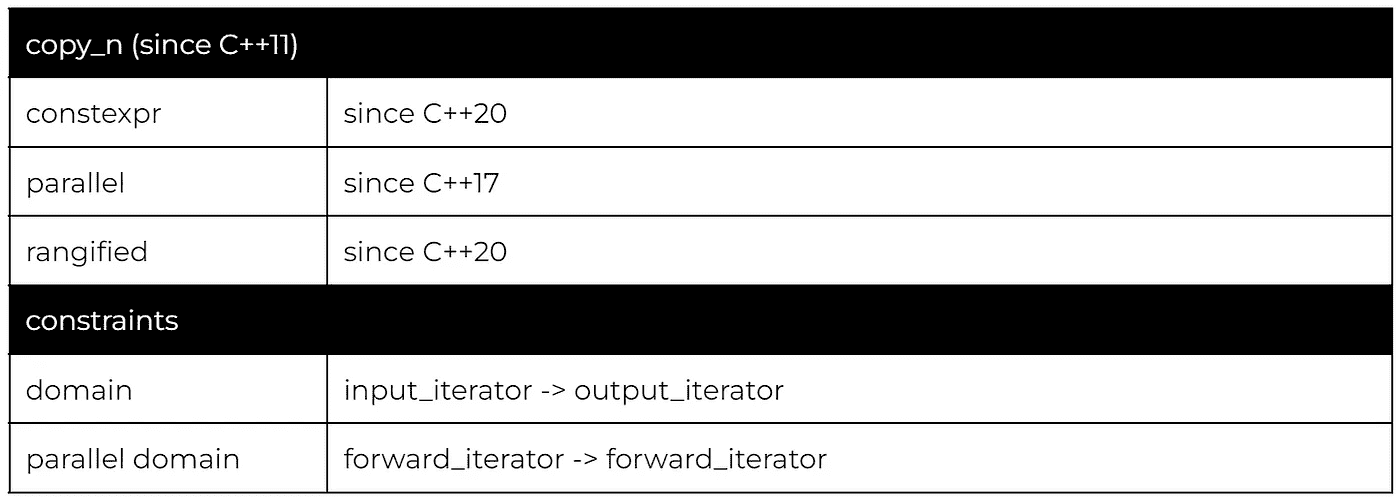 copy_n (since C++11)
constexpr since C++20
parallel since C++17
rangified since C++20
constraints
domain input_iterator -> output_iterator
parallel domain forward_iterator -> forward_iterator